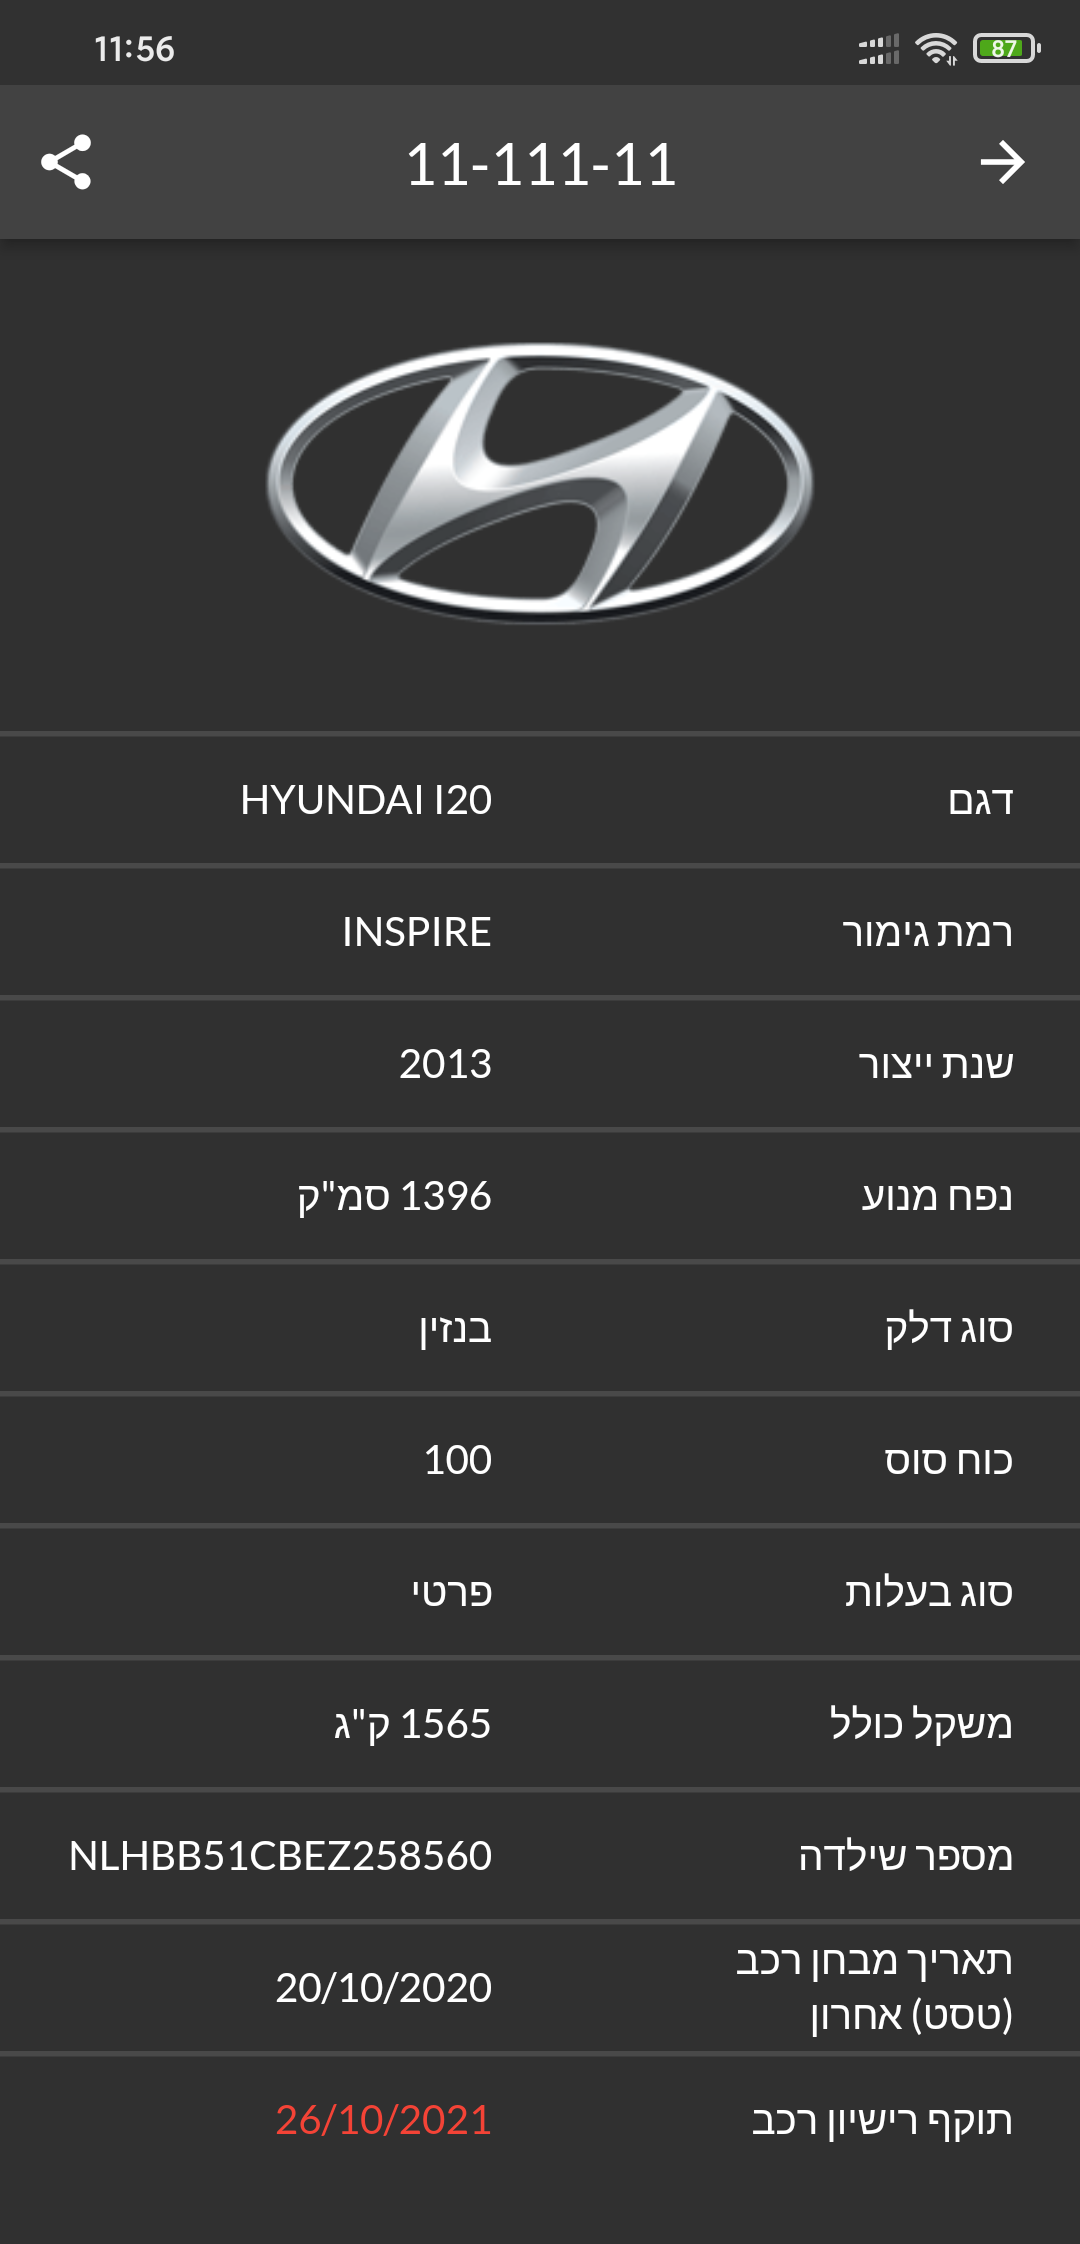 11:56
87
11-111-11
דגם HYUNDAI I20
רמת גימור INSPIRE
שנת ייצור 2013
נפח מנוע 1396 סמ"ק
סוג דלק בנזין
כוח סוס 100
סוג בעלות פרטי
משקל כולל 1565 ק"ג
מספר שילדה NLHBB51CBEZ258560
תאריך מבחן רכב
(טסט) אחרון 20/10/2020
תוקף רישיון רכב 26/10/2021